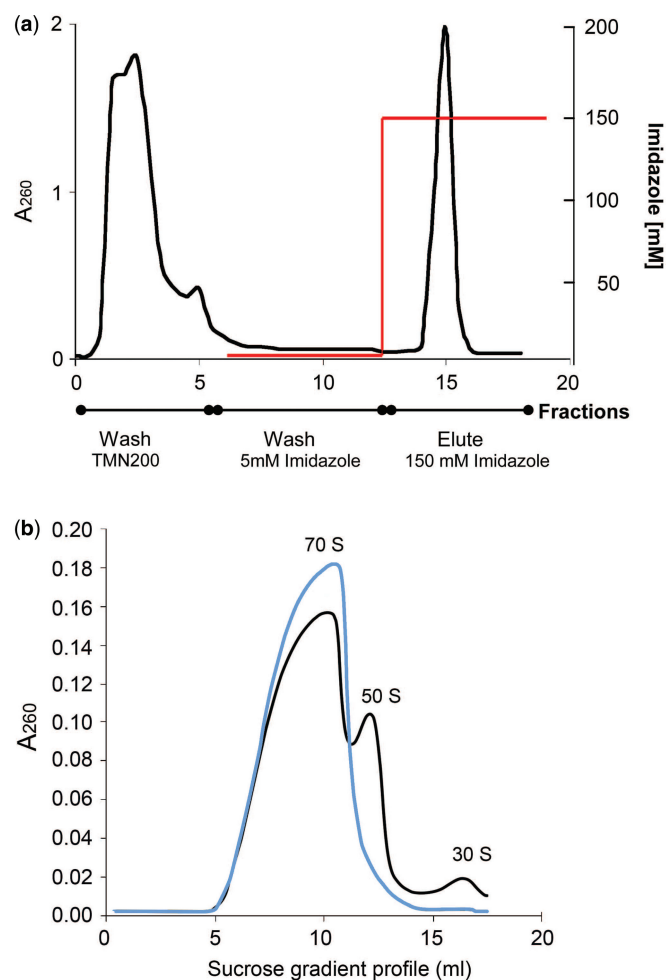 (a)
2
1
0
A260
200
150
100
50
Imidazole [mM]
0 5 10 15 20
Fractions
Wash Wash Elute
TMN200 5mM Imidazole 150 mM Imidazole
(b)
0.20
0.18
0.16
0.14
0.12
0.10
0.08
0.06
0.04
0.02
0.00
A260
70 S
50 S
30 S
0 5 10 15 20
Sucrose gradient profile (ml)